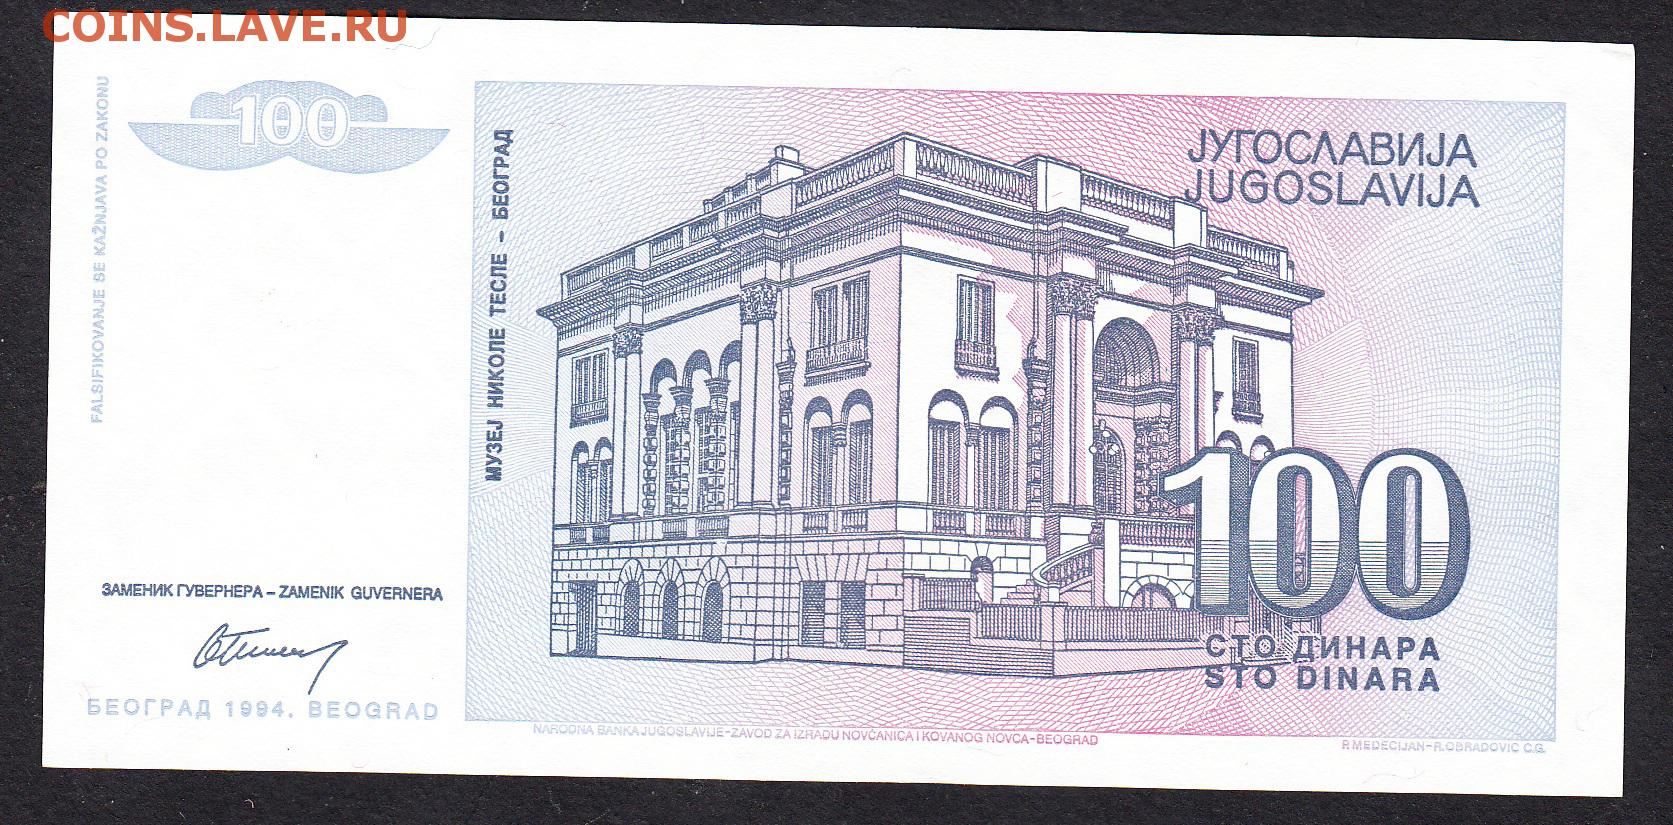 COINS.LAVE.RU
FALSIFIKOVANJE SE KAŽNJAVA PO ZAKONU
100
МУЗЕЈ НИКОЛЕ ТЕСЛЕ – БЕОГРАД
ЈУГОСЛАВИЈА
JUGOSLAVIJA
100
СТО ДИНАРА
STO DINARA
ЗАМЕНИК ГУВЕРНЕРА – ZAMENIK GUVERNERA
БЕОГРАД 1994. BEOGRAD
NARODNA BANKA JUGOSLAVIJE-ZAVOD ZA IZRADU NOVČANICA I KOVANOG NOVCA-BEOGRAD
P. MEDECIJAN-R.OBRADOVIĆ C.G.